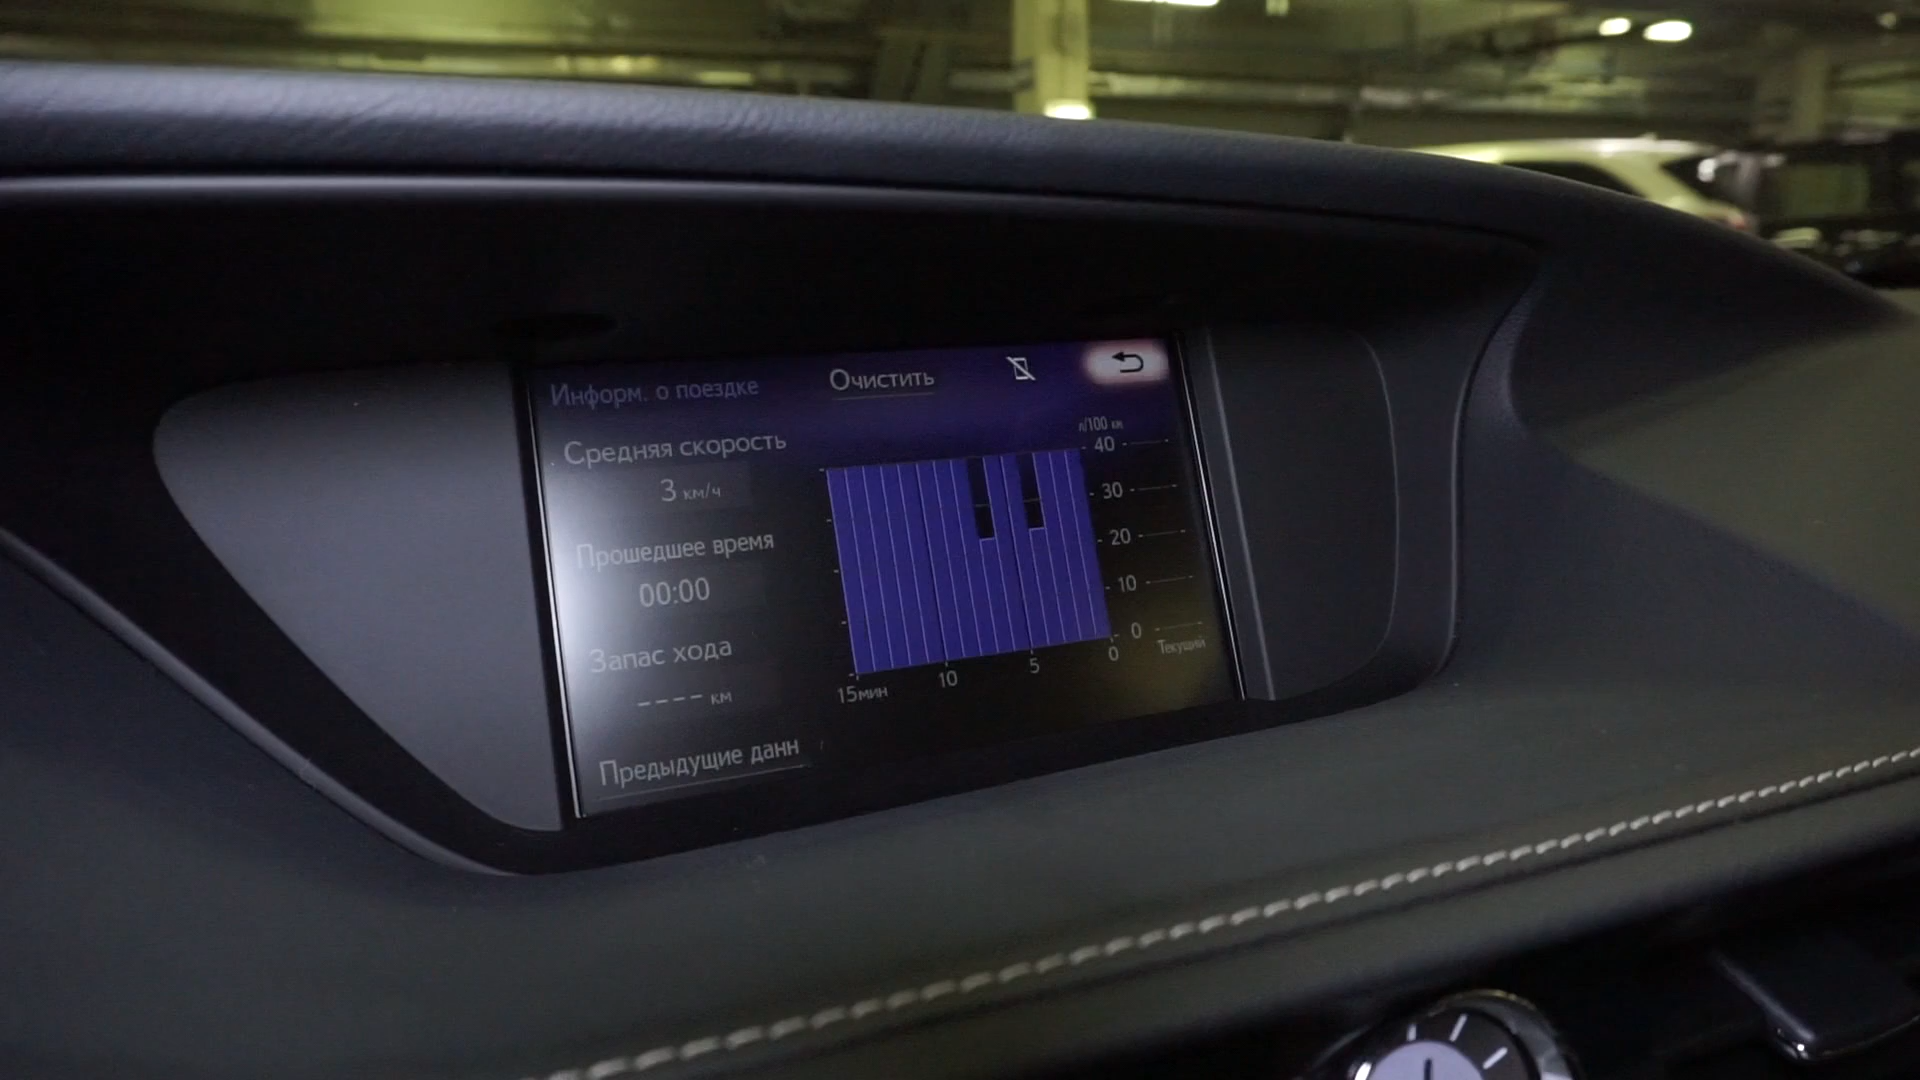 Информ. о поездке
Очистить
Средняя скорость
3 км/ч
Прошедшее время
00:00
Запас хода
---- км
Предыдущие данн
л/100 км
40
30
20
10
0
15мин
10
5
0
Текущий